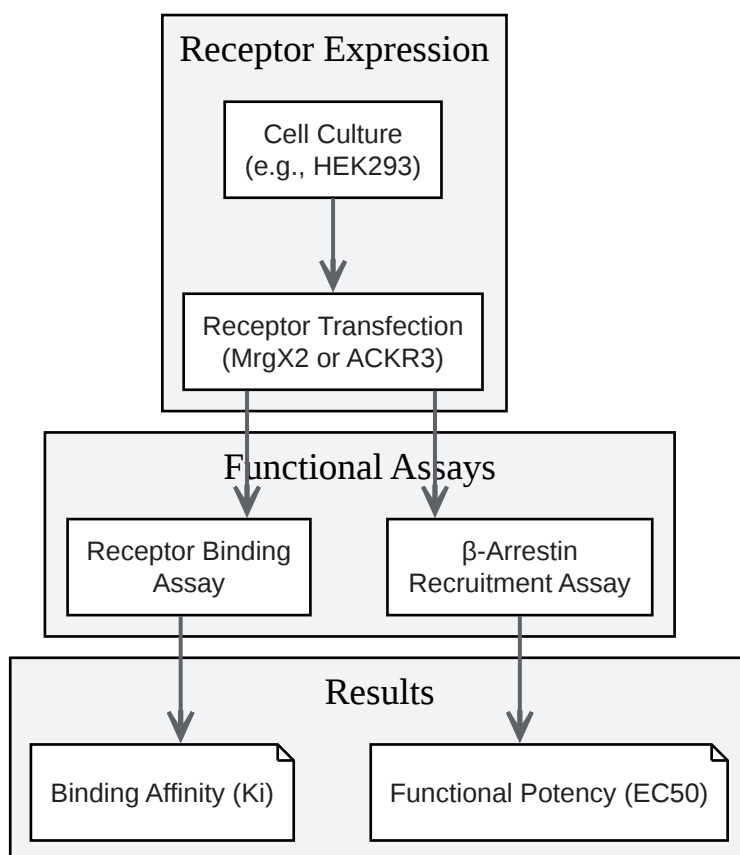 Receptor Expression
Cell Culture
(e.g., HEK293)
Receptor Transfection
(MrgX2 or ACKR3)
Functional Assays
Receptor Binding
Assay
β-Arrestin
Recruitment Assay
Results
Binding Affinity (Ki)
Functional Potency (EC50)